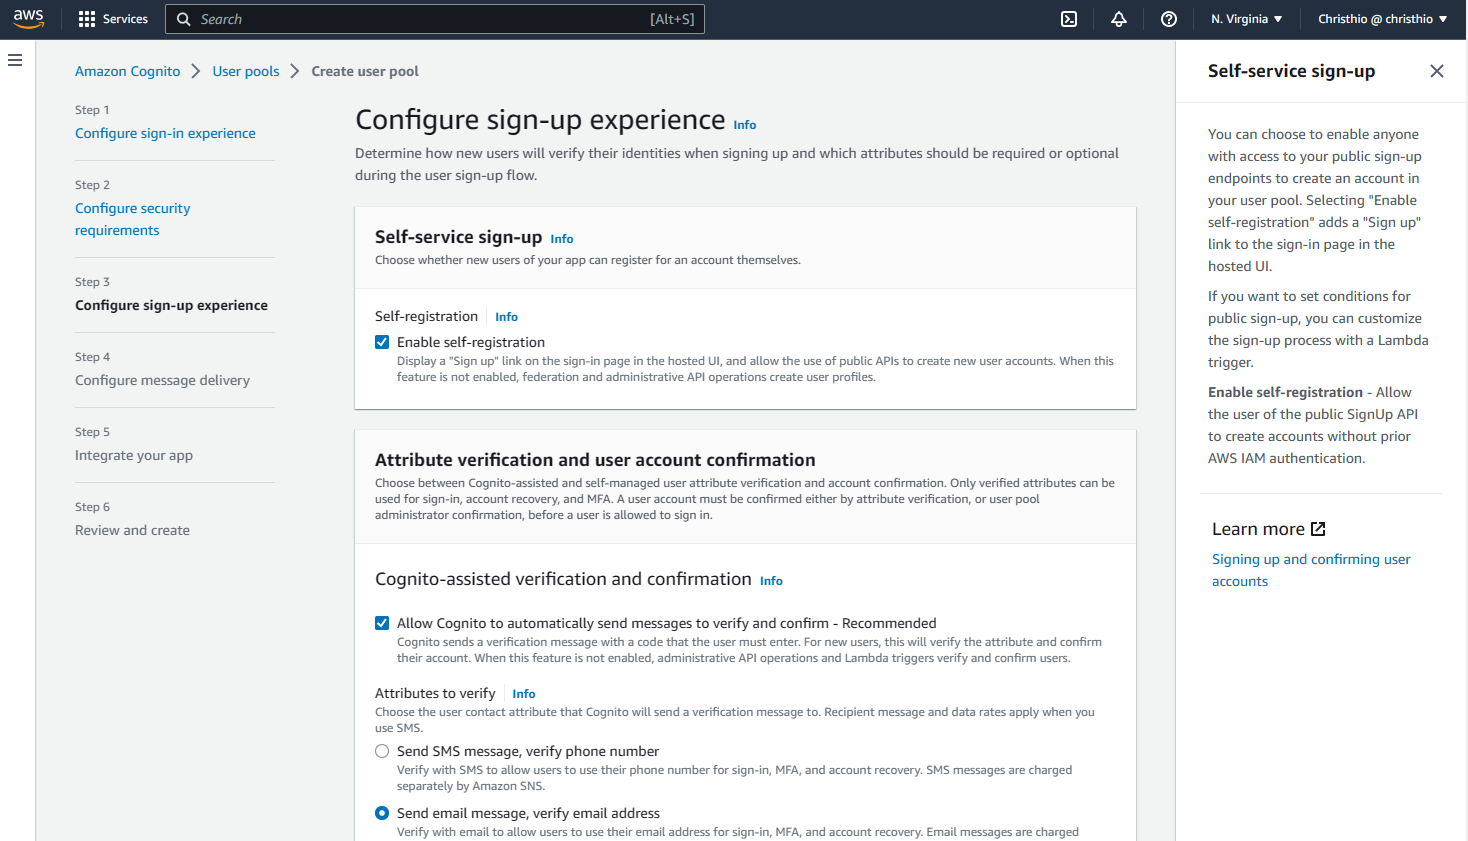 aws
Services
Search
[Alt+S]
N. Virginia
Christhio @ christhio
Amazon Cognito
User pools
Create user pool
Step 1
Configure sign-in experience
Step 2
Configure security
requirements
Step 3
Configure sign-up experience
Step 4
Configure message delivery
Step 5
Integrate your app
Step 6
Review and create
Configure sign-up experience Info
Determine how new users will verify their identities when signing up and which attributes should be required or optional
during the user sign-up flow.
Self-service sign-up Info
Choose whether new users of your app can register for an account themselves.
Self-registration Info
Enable self-registration
Display a "Sign up" link on the sign-in page in the hosted UI, and allow the use of public APIs to create new user accounts. When this
feature is not enabled, federation and administrative API operations create user profiles.
Attribute verification and user account confirmation
Choose between Cognito-assisted and self-managed user attribute verification and account confirmation. Only verified attributes can be
used for sign-in, account recovery, and MFA. A user account must be confirmed either by attribute verification, or user pool
administrator confirmation, before a user is allowed to sign in.
Cognito-assisted verification and confirmation Info
Allow Cognito to automatically send messages to verify and confirm - Recommended
Cognito sends a verification message with a code that the user must enter. For new users, this will verify the attribute and confirm
their account. When this feature is not enabled, administrative API operations and Lambda triggers verify and confirm users.
Attributes to verify Info
Choose the user contact attribute that Cognito will send a verification message to. Recipient message and data rates apply when you
use SMS.
Send SMS message, verify phone number
Verify with SMS to allow users to use their phone number for sign-in, MFA, and account recovery. SMS messages are charged
separately by Amazon SNS.
Send email message, verify email address
Verify with email to allow users to use their email address for sign-in, MFA, and account recovery. Email messages are charged
Self-service sign-up
You can choose to enable anyone
with access to your public sign-up
endpoints to create an account in
your user pool. Selecting "Enable
self-registration" adds a "Sign up"
link to the sign-in page in the
hosted UI.
If you want to set conditions for
public sign-up, you can customize
the sign-up process with a Lambda
trigger.
Enable self-registration - Allow
the user of the public SignUp API
to create accounts without prior
AWS IAM authentication.
Learn more
Signing up and confirming user
accounts